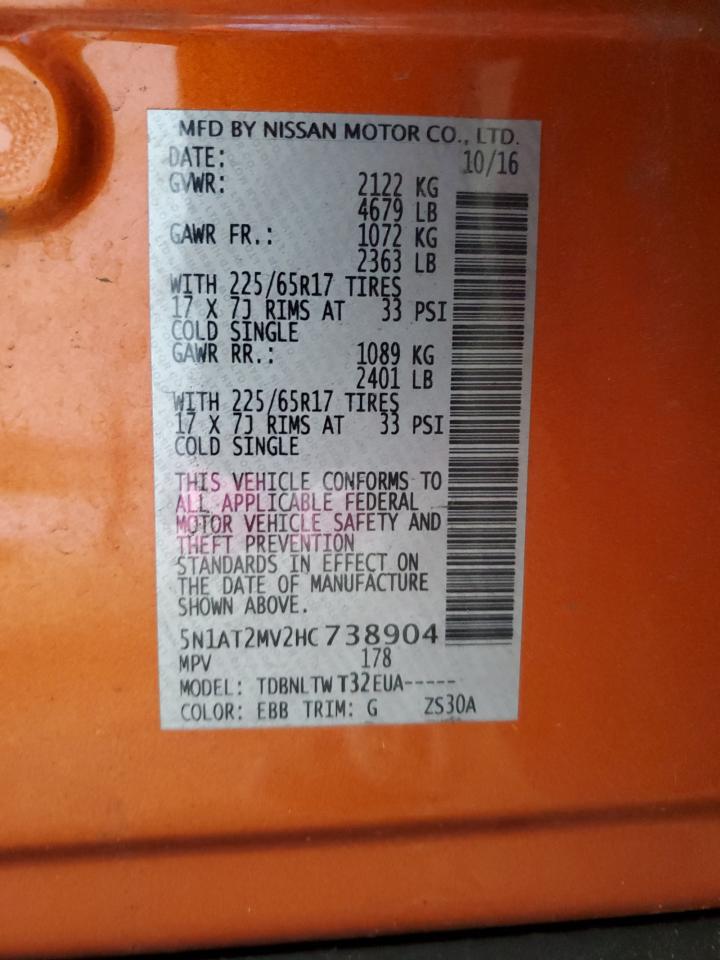 MFD BY NISSAN MOTOR CO., LTD.
DATE: 10/16
GVWR: 2122 KG
4679 LB
GAWR FR.: 1072 KG
2363 LB
WITH 225/65R17 TIRES
17 X 7J RIMS AT 33 PSI
COLD SINGLE
GAWR RR.: 1089 KG
2401 LB
WITH 225/65R17 TIRES
17 X 7J RIMS AT 33 PSI
COLD SINGLE
THIS VEHICLE CONFORMS TO
ALL APPLICABLE FEDERAL
MOTOR VEHICLE SAFETY AND
THEFT PREVENTION
STANDARDS IN EFFECT ON
THE DATE OF MANUFACTURE
SHOWN ABOVE.
5N1AT2MV2HC738904
MPV 178
MODEL: TDBNLTWT32EUA-----
COLOR: EBB TRIM: G ZS30A